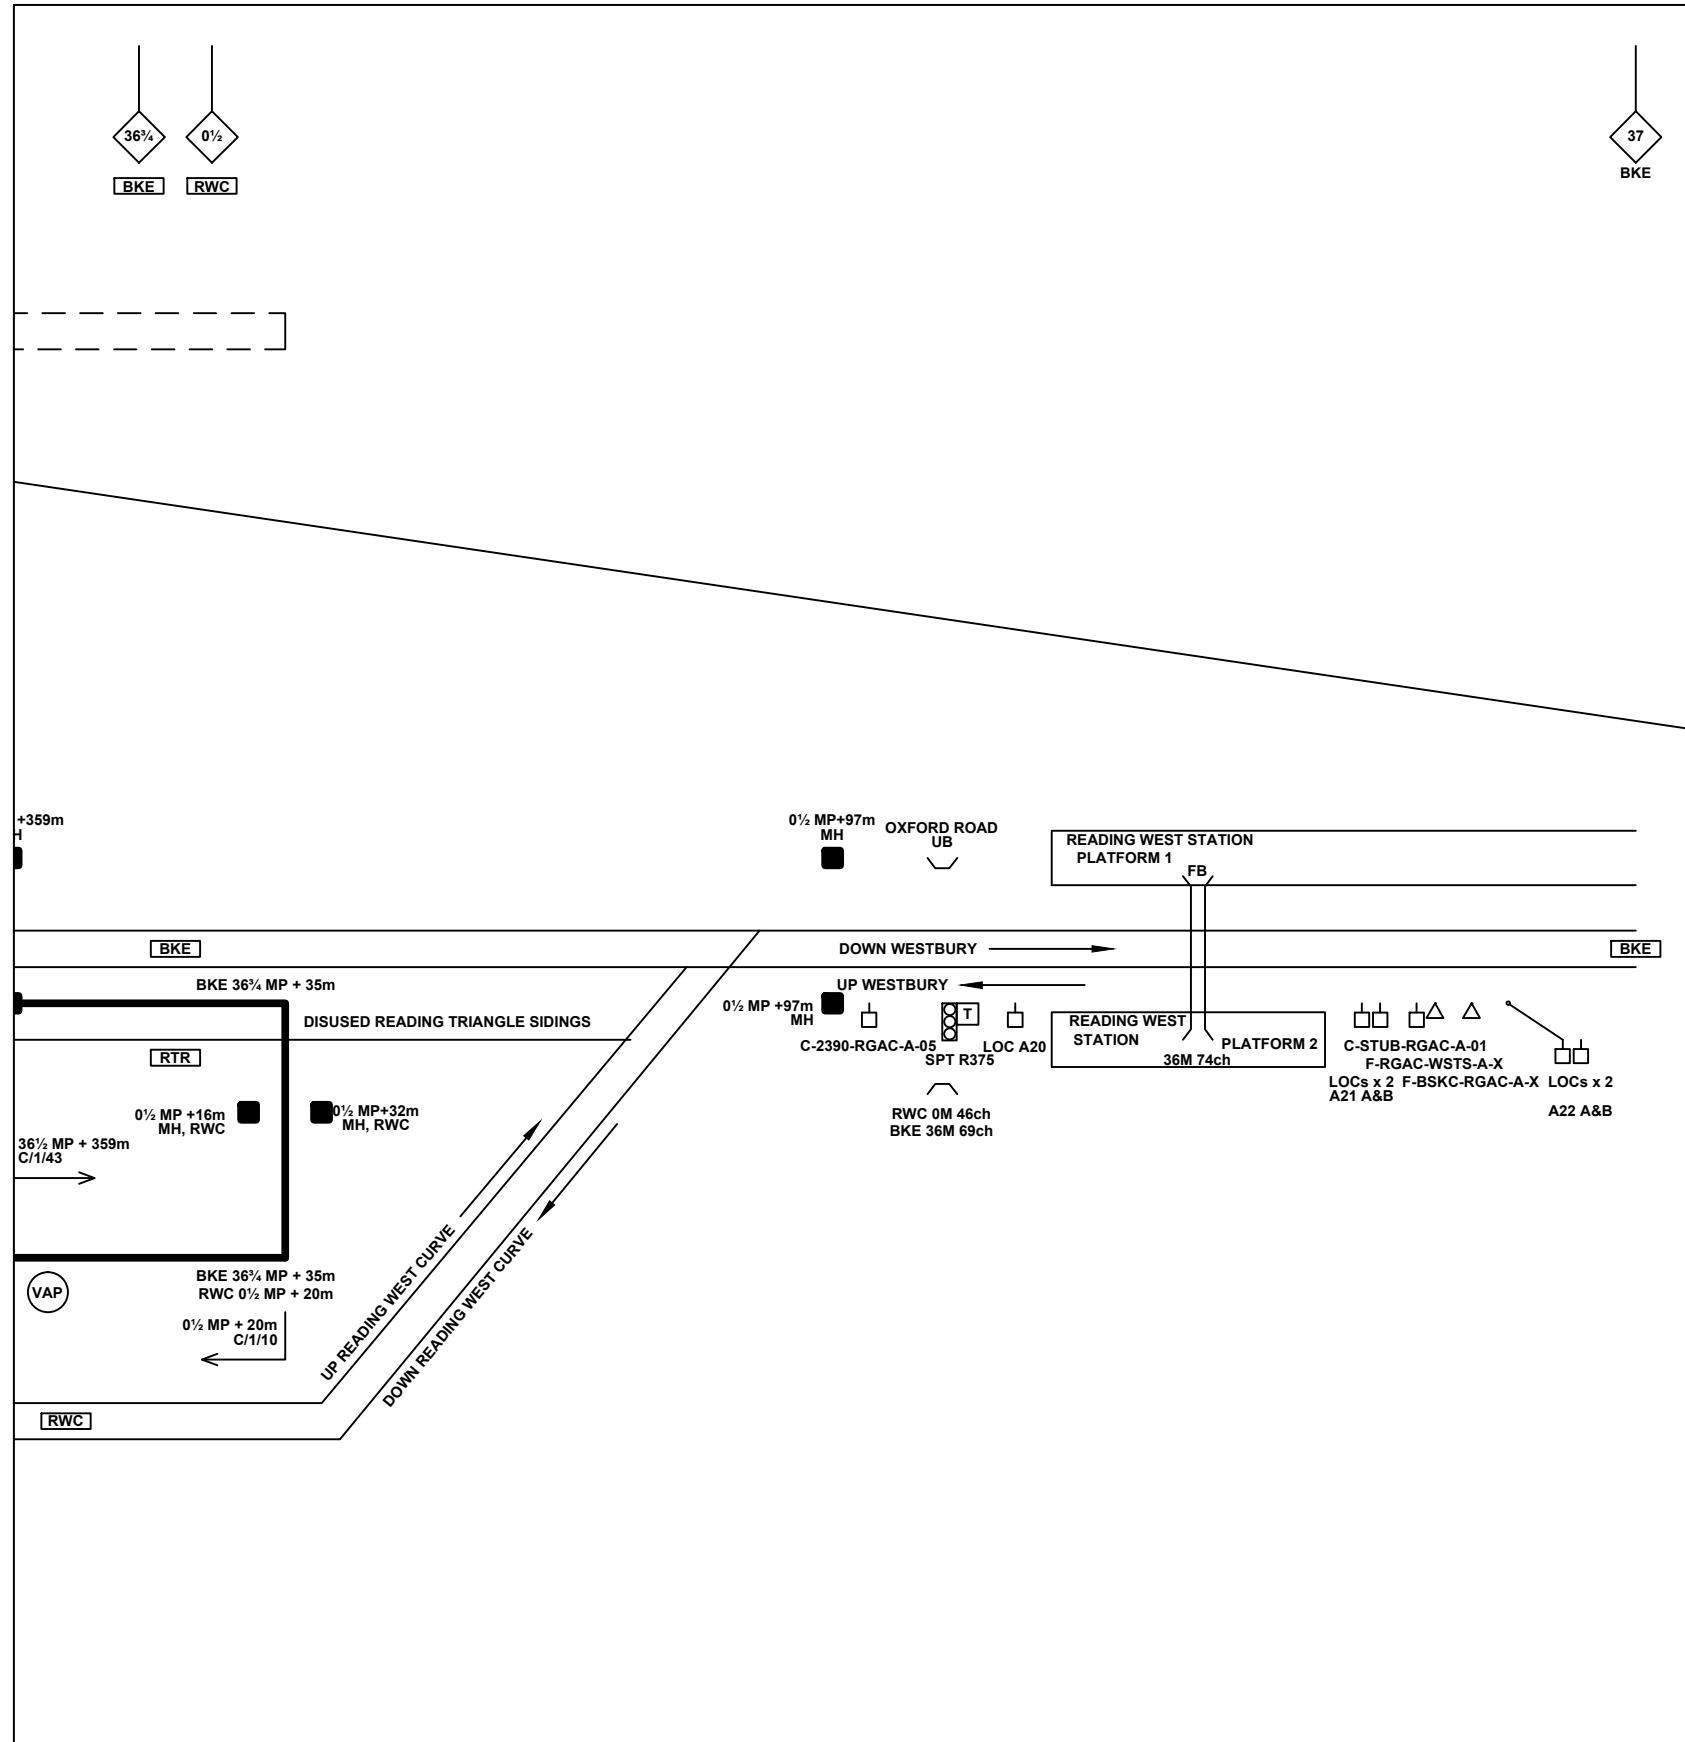 36¾
0½
37
BKE
RWC
BKE
+359m
H
0½ MP+97m
MH
OXFORD ROAD
UB
READING WEST STATION
PLATFORM 1
FB
BKE
DOWN WESTBURY
BKE
BKE 36¾ MP + 35m
UP WESTBURY
0½ MP +97m
MH
T
DISUSED READING TRIANGLE SIDINGS
READING WEST
STATION
PLATFORM 2
36M 74ch
C-2390-RGAC-A-05
LOC A20
SPT R375
C-STUB-RGAC-A-01
F-RGAC-WSTS-A-X
LOCs x 2
F-BSKC-RGAC-A-X
LOCs x 2
A21 A&B
A22 A&B
RTR
0½ MP +16m
MH, RWC
0½ MP+32m
MH, RWC
RWC 0M 46ch
BKE 36M 69ch
36½ MP + 359m
C/1/43
VAP
BKE 36¾ MP + 35m
RWC 0½ MP + 20m
0½ MP + 20m
C/1/10
UP READING WEST CURVE
DOWN READING WEST CURVE
RWC